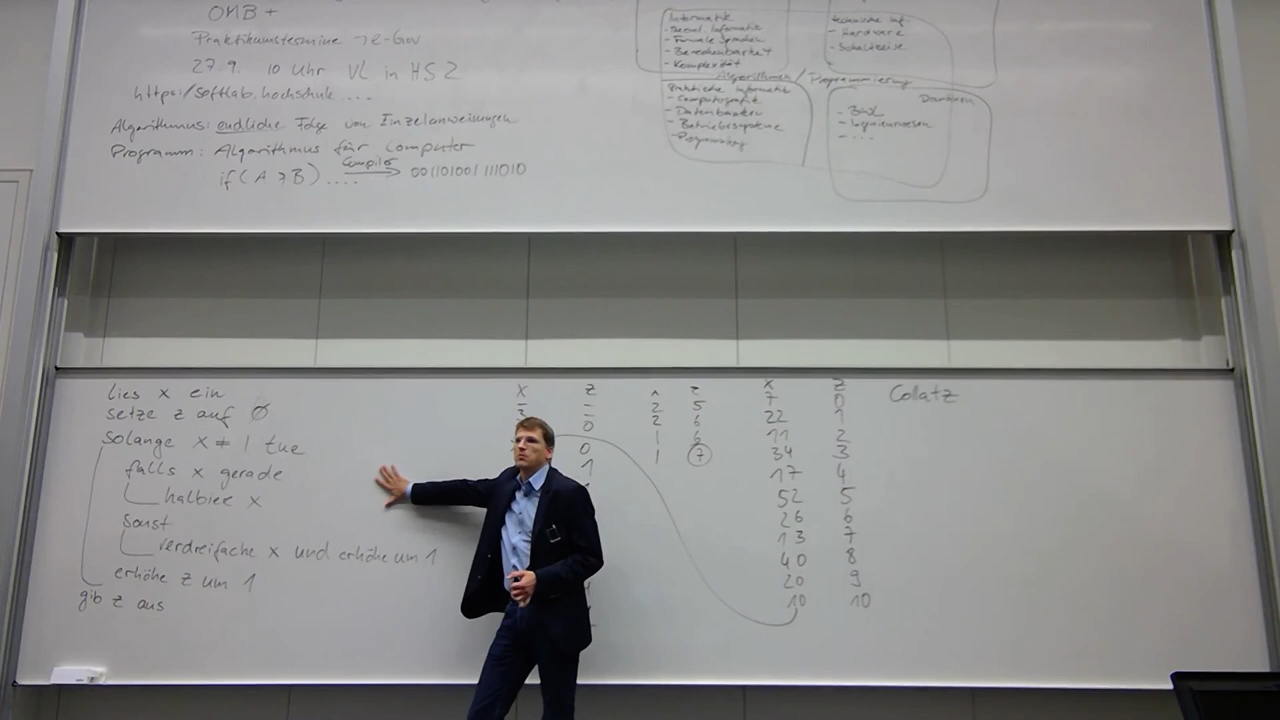 OMB +
Praktikumstermine → e-Gov
27.9. 10 Uhr VL in HS 2
https://softlab.hochschule ....
Algorithmus: endliche Folge von Einzelanweisungen
Programm: Algorithmus für Computer
if (A > B) .... Compiler 001101001 111010
Informatik
- Formale Sprachen
- Berechenbarkeit
- Komplexität
technische Inf.
- Hardware
- Schaltkreise
Algorithmen / Programmierung
Praktische Informatik
- Computergrafik
- Datenbanken
- Betriebssysteme
- Programmierung
Daneben
- BWL
- Ingenieurwesen
- ...
lies x ein
setze z auf 0
solange x ≠ 1 tue
falls x gerade
halbiere x
sonst
verdreifache x und erhöhe um 1
erhöhe z um 1
gib z aus
x z
- -
3 0
0
1
x z
2 5
2 6
1 6
1 7
x z
7 0
22 1
11 2
34 3
17 4
52 5
26 6
13 7
40 8
20 9
10 10
Collatz